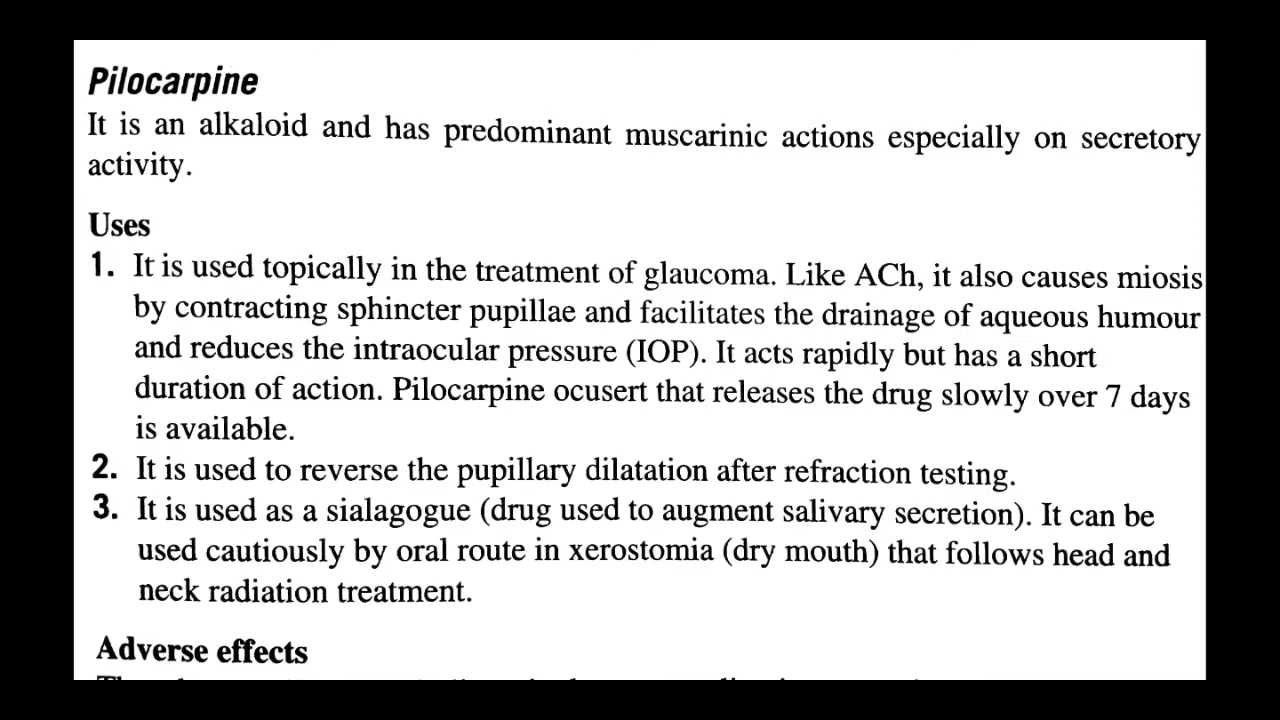 Pilocarpine
It is an alkaloid and has predominant muscarinic actions especially on secretory
activity.
Uses
1. It is used topically in the treatment of glaucoma. Like ACh, it also causes miosis
by contracting sphincter pupillae and facilitates the drainage of aqueous humour
and reduces the intraocular pressure (IOP). It acts rapidly but has a short
duration of action. Pilocarpine ocusert that releases the drug slowly over 7 days
is available.
2. It is used to reverse the pupillary dilatation after refraction testing.
3. It is used as a sialagogue (drug used to augment salivary secretion). It can be
used cautiously by oral route in xerostomia (dry mouth) that follows head and
neck radiation treatment.
Adverse effects